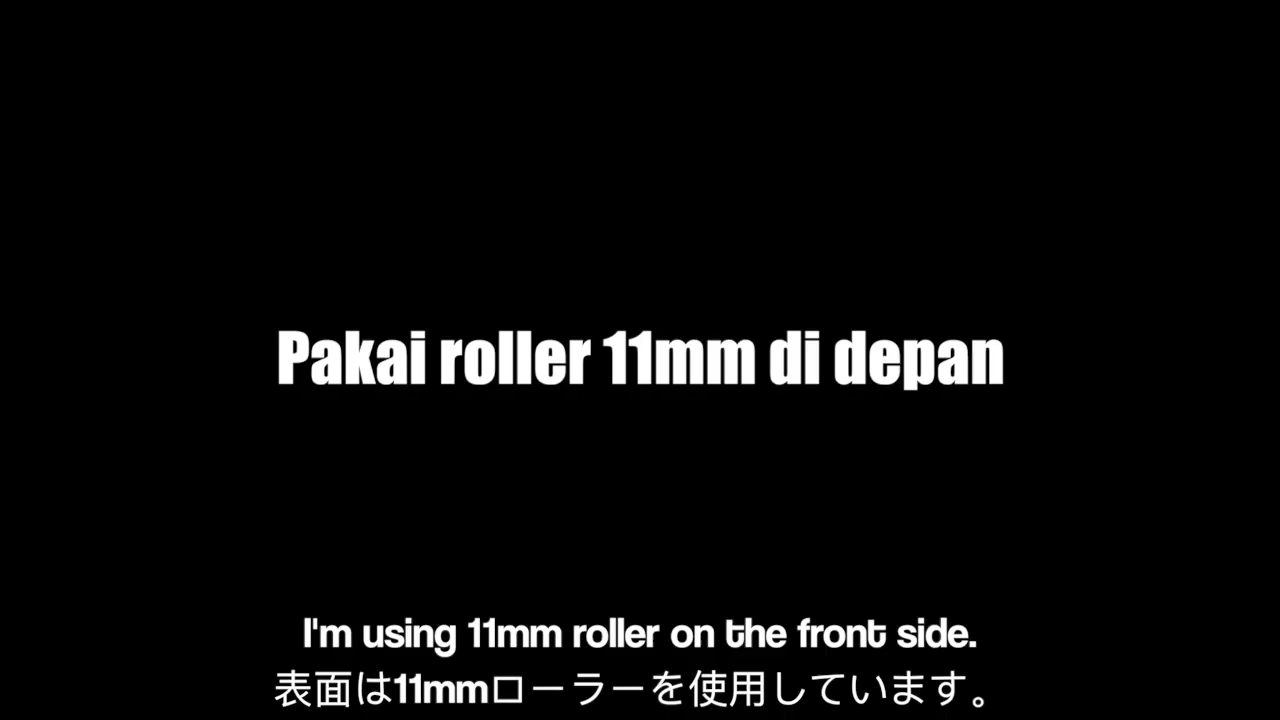 Pakai roller 11mm di depan
I'm using 11mm roller on the front side.
表面は11mmローラーを使用しています。